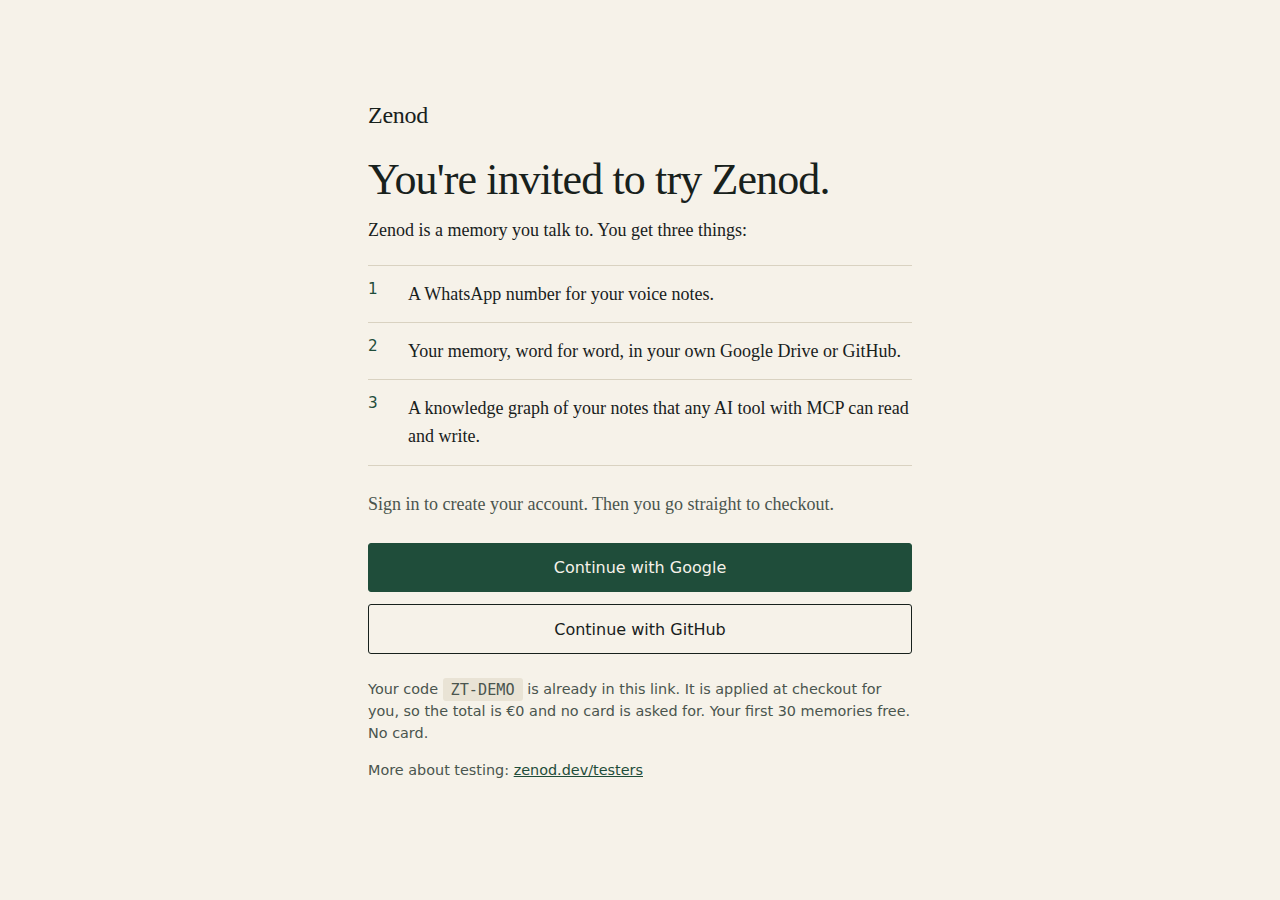 Zenod
You're invited to try Zenod.
Zenod is a memory you talk to. You get three things:
1 A WhatsApp number for your voice notes.
2 Your memory, word for word, in your own Google Drive or GitHub.
3 A knowledge graph of your notes that any AI tool with MCP can read
and write.
Sign in to create your account. Then you go straight to checkout.
Continue with Google
Continue with GitHub
Your code ZT-DEMO is already in this link. It is applied at checkout for
you, so the total is €0 and no card is asked for. Your first 30 memories free.
No card.
More about testing: zenod.dev/testers